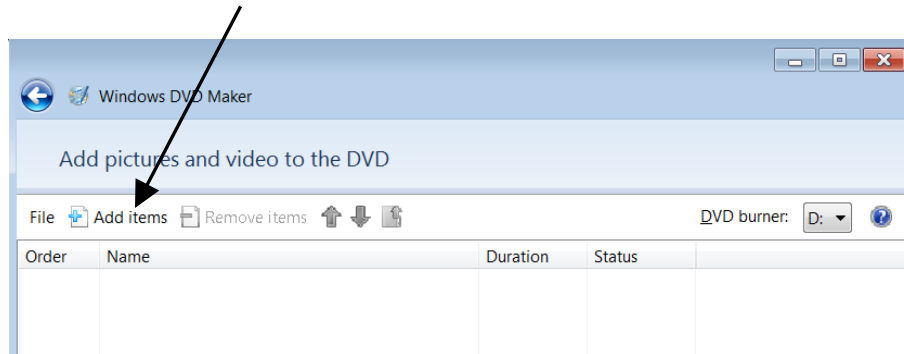 Windows DVD Maker
Add pictures and video to the DVD
File Add items Remove items DVD burner: D:
Order Name Duration Status